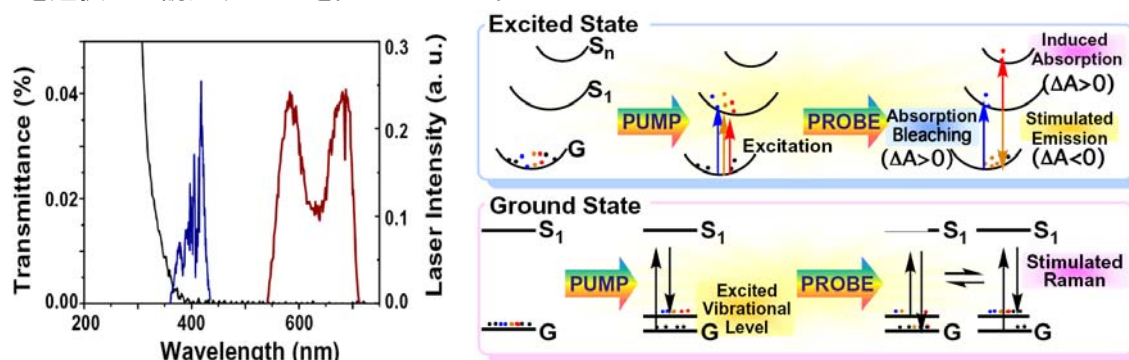 0.04
0.02
0.00
0.3
0.2
0.1
0.0
200
400
600
Transmittance (%)
Laser Intensity (a. u.)
Wavelength (nm)
Excited State
Sn
S1
G
PUMP
Excitation
PROBE
Absorption
Bleaching
(ΔA>0)
Induced
Absorption
(ΔA>0)
Stimulated
Emission
(ΔA<0)
Ground State
S1
G
PUMP
S1
Excited
Vibrational
Level
G
PROBE
S1
S1
G
Stimulated
Raman